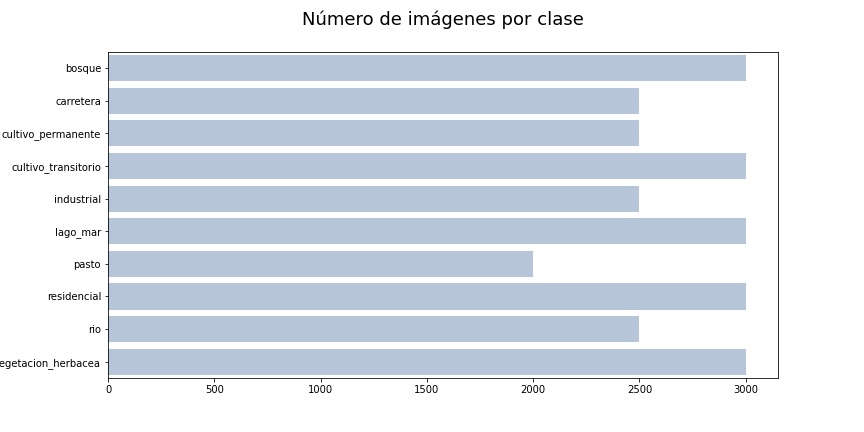 Número de imágenes por clase
bosque
carretera
cultivo_permanente
cultivo_transitorio
industrial
lago_mar
pasto
residencial
rio
egetacion_herbacea
0 500 1000 1500 2000 2500 3000